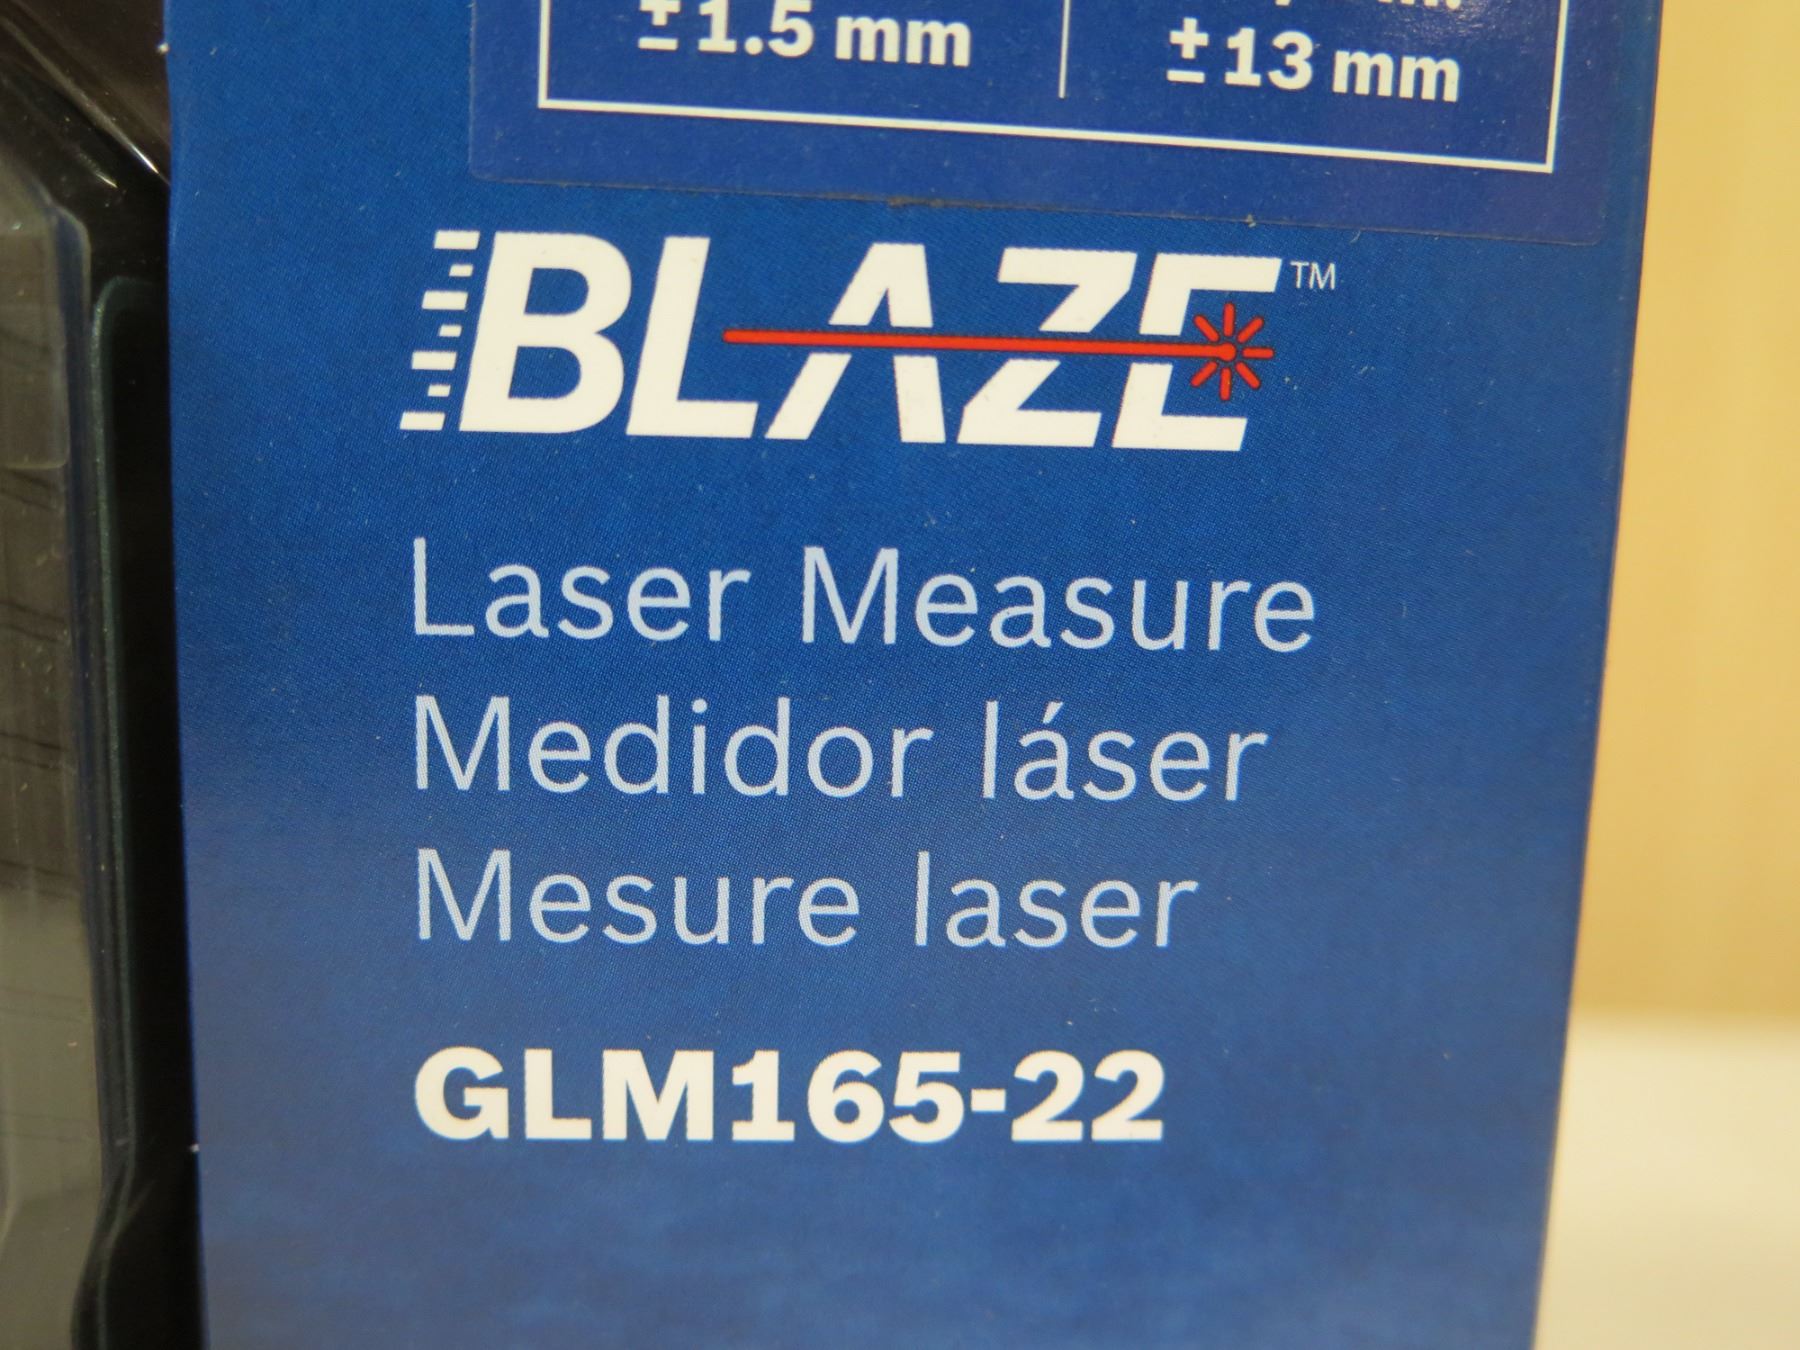 ±1.5 mm
±13 mm
BLAZE™
Laser Measure
Medidor láser
Mesure laser
GLM165-22